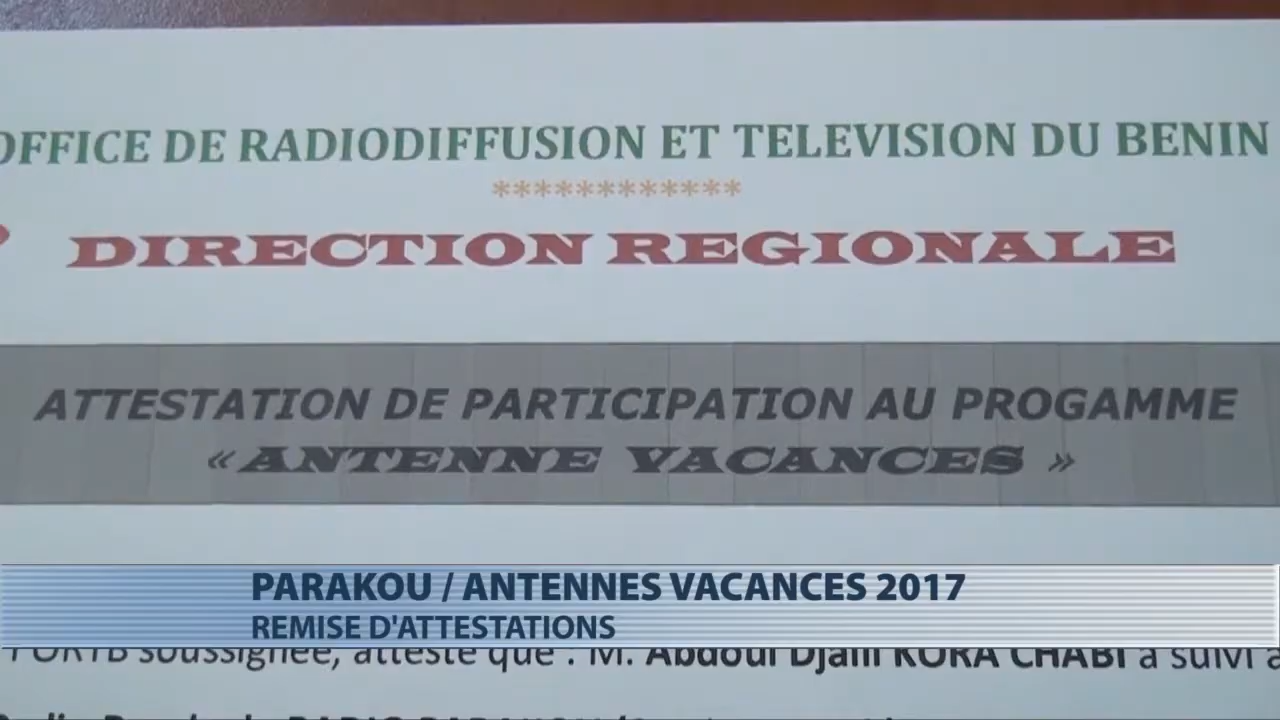 OFFICE DE RADIODIFFUSION ET TELEVISION DU BENIN
************
DIRECTION REGIONALE
ATTESTATION DE PARTICIPATION AU PROGAMME
« ANTENNE VACANCES »
PARAKOU / ANTENNES VACANCES 2017
REMISE D'ATTESTATIONS
l'ORTB soussignée, atteste que : M. Abdoul Djalil KORA CHABI a suivi